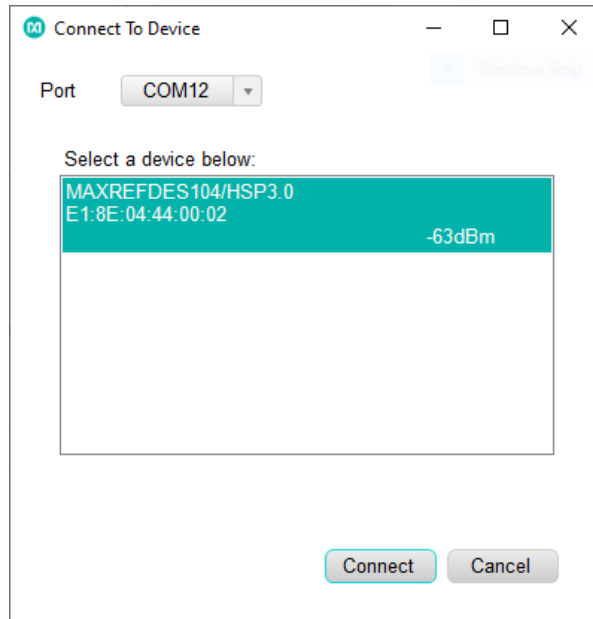 Connect To Device
Window Snip
Port COM12
Select a device below:
MAXREFDES104/HSP3.0
E1:8E:04:44:00:02
-63dBm
Connect Cancel